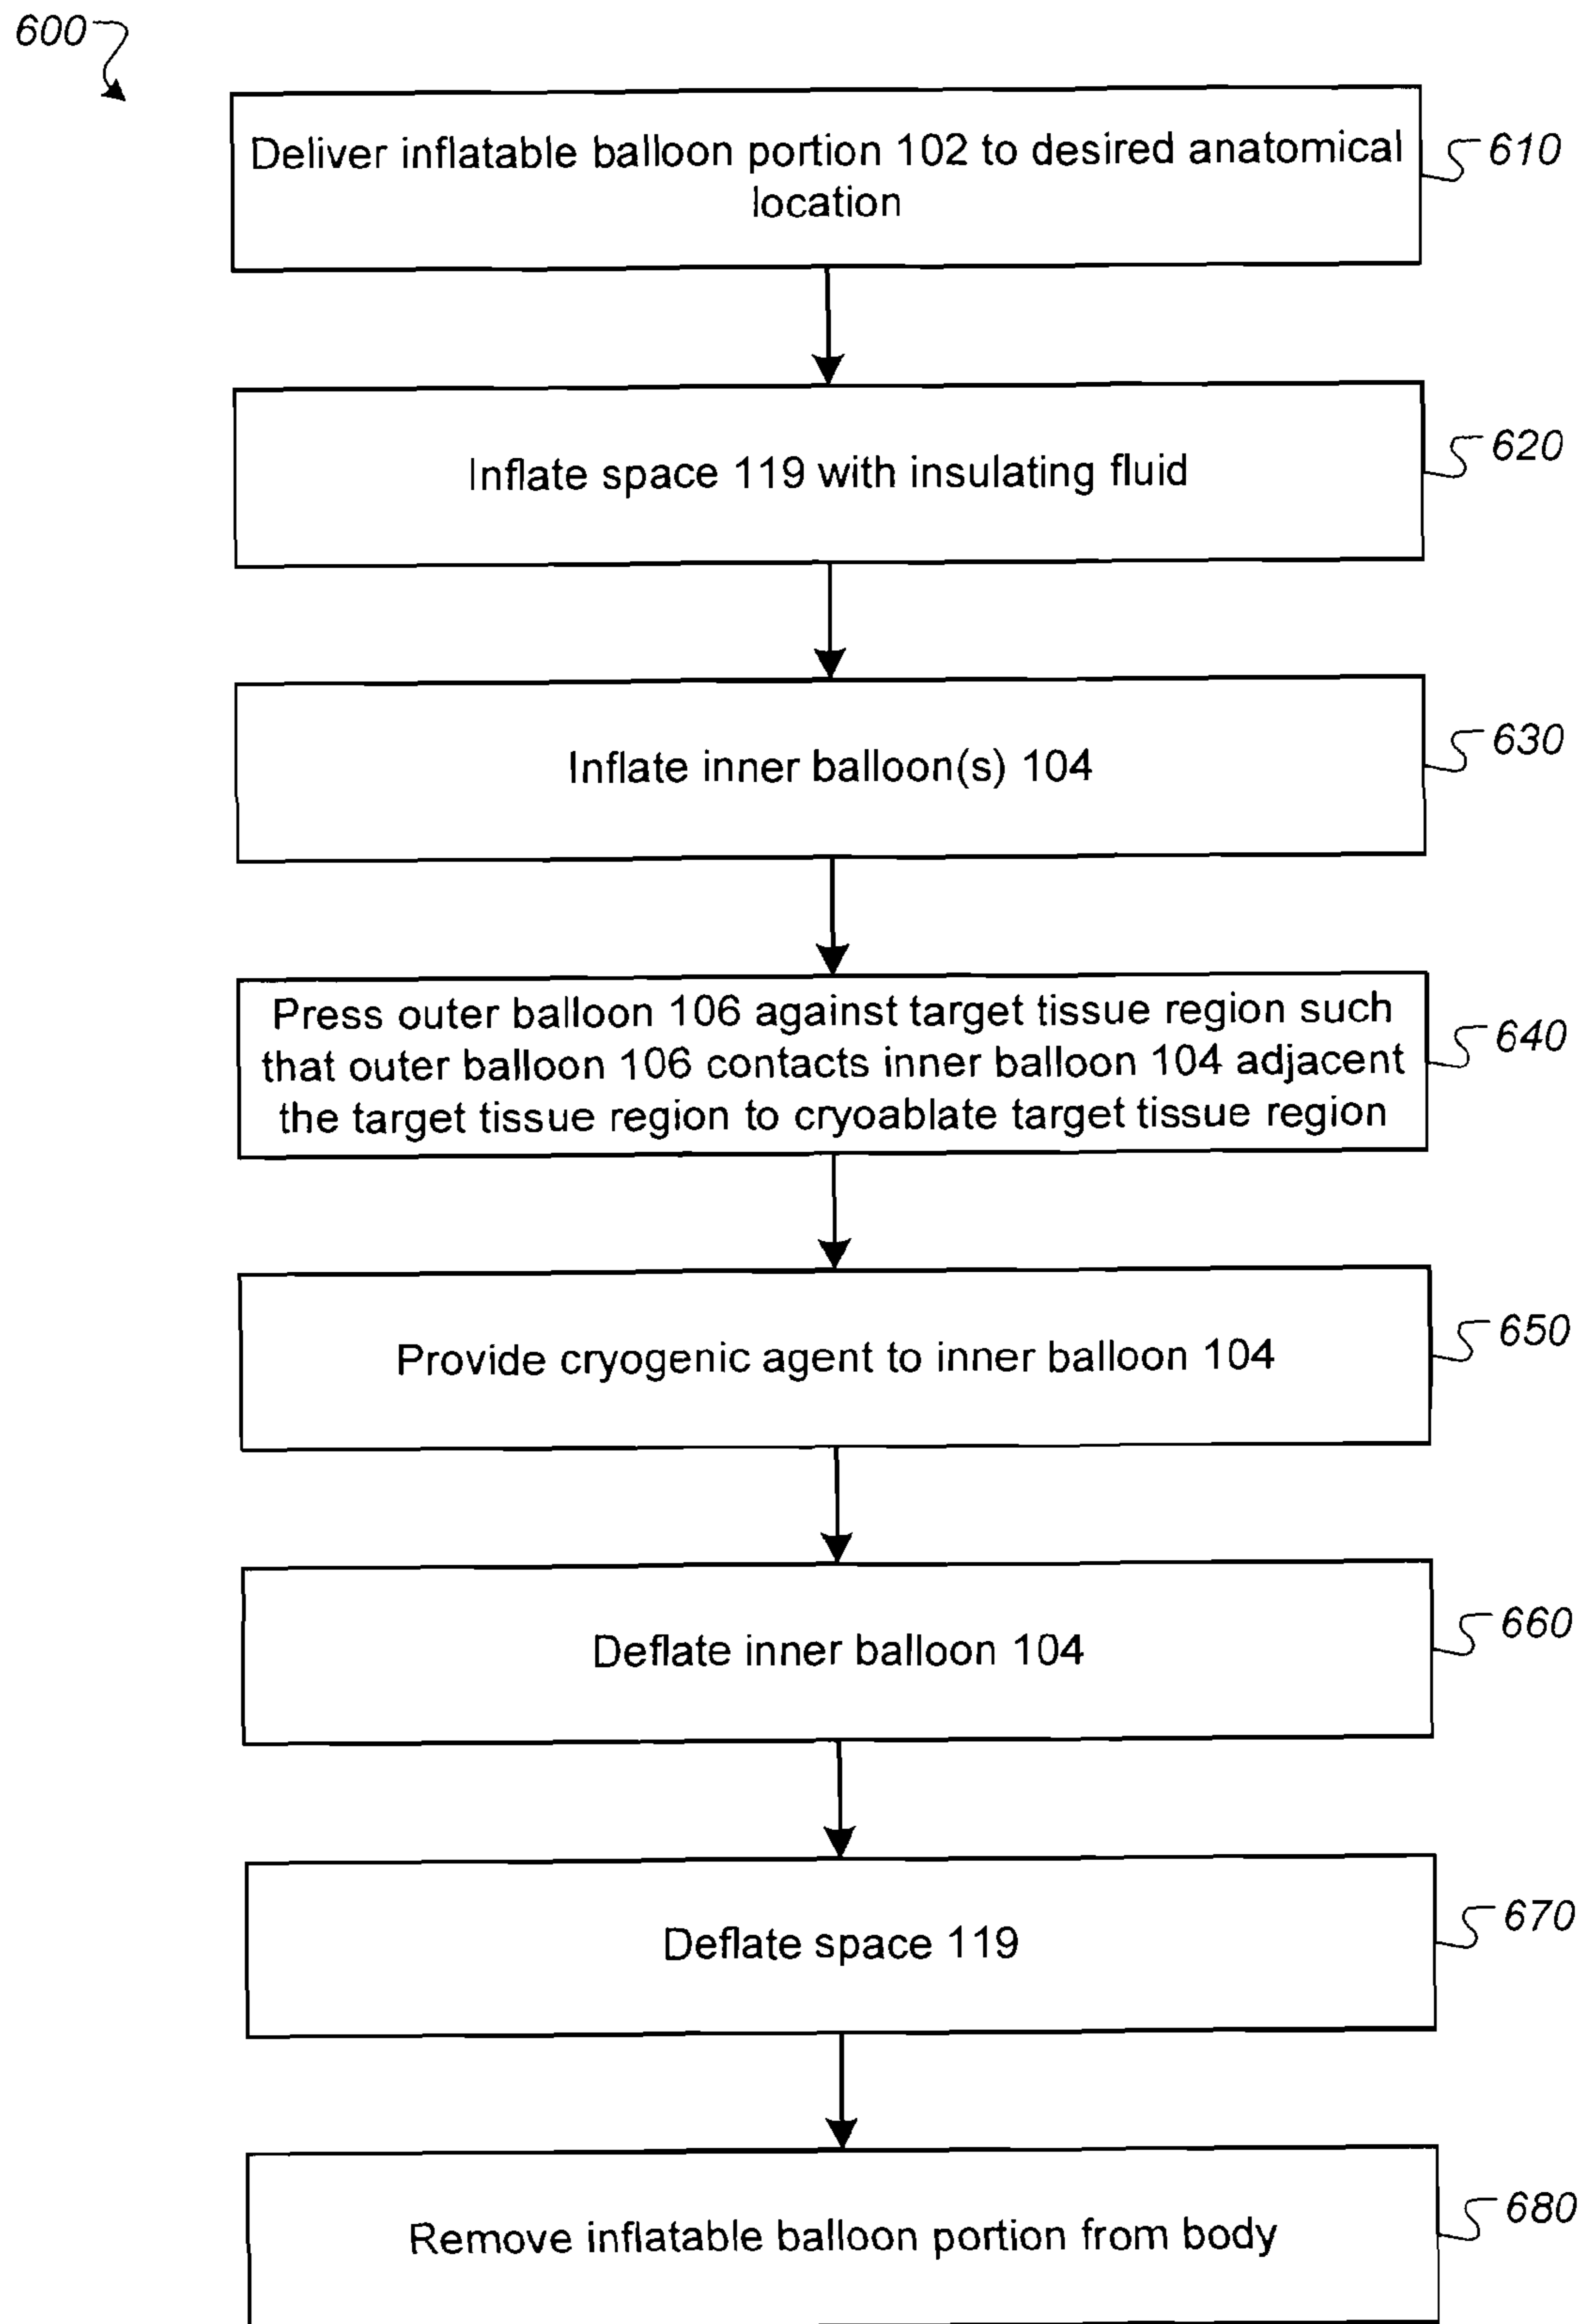 600
Deliver inflatable balloon portion 102 to desired anatomical
location
610
Inflate space 119 with insulating fluid
620
Inflate inner balloon(s) 104
630
Press outer balloon 106 against target tissue region such
that outer balloon 106 contacts inner balloon 104 adjacent
the target tissue region to cryoablate target tissue region
640
Provide cryogenic agent to inner balloon 104
650
Deflate inner balloon 104
660
Deflate space 119
670
Remove inflatable balloon portion from body
680